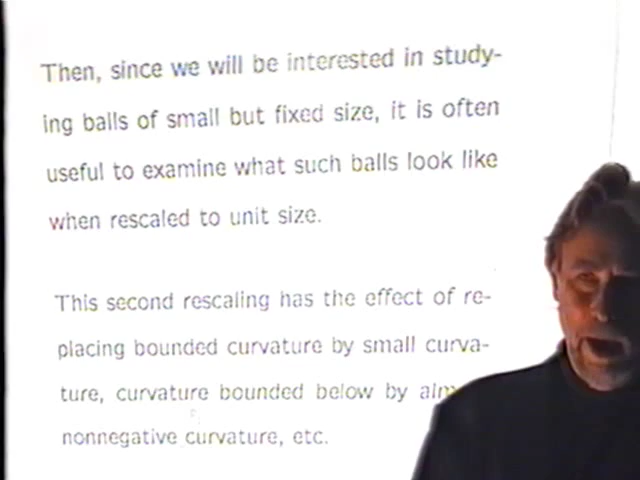 Then, since we will be interested in study-
ing balls of small but fixed size, it is often
useful to examine what such balls look like
when rescaled to unit size.
This second rescaling has the effect of re-
placing bounded curvature by small curva-
ture, curvature bounded below by
nonnegative curvature, etc.